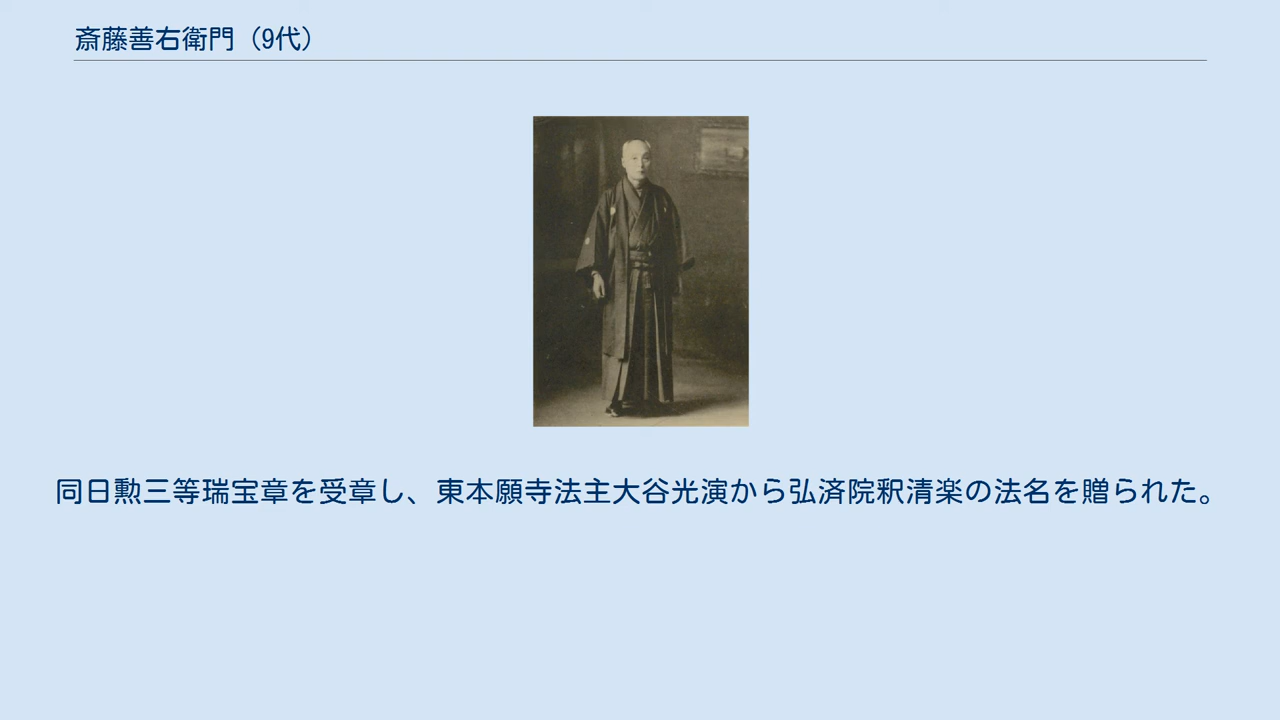 斎藤善右衛門（9代）
同日勲三等瑞宝章を受章し、東本願寺法主大谷光演から弘済院釈清楽の法名を贈られた。